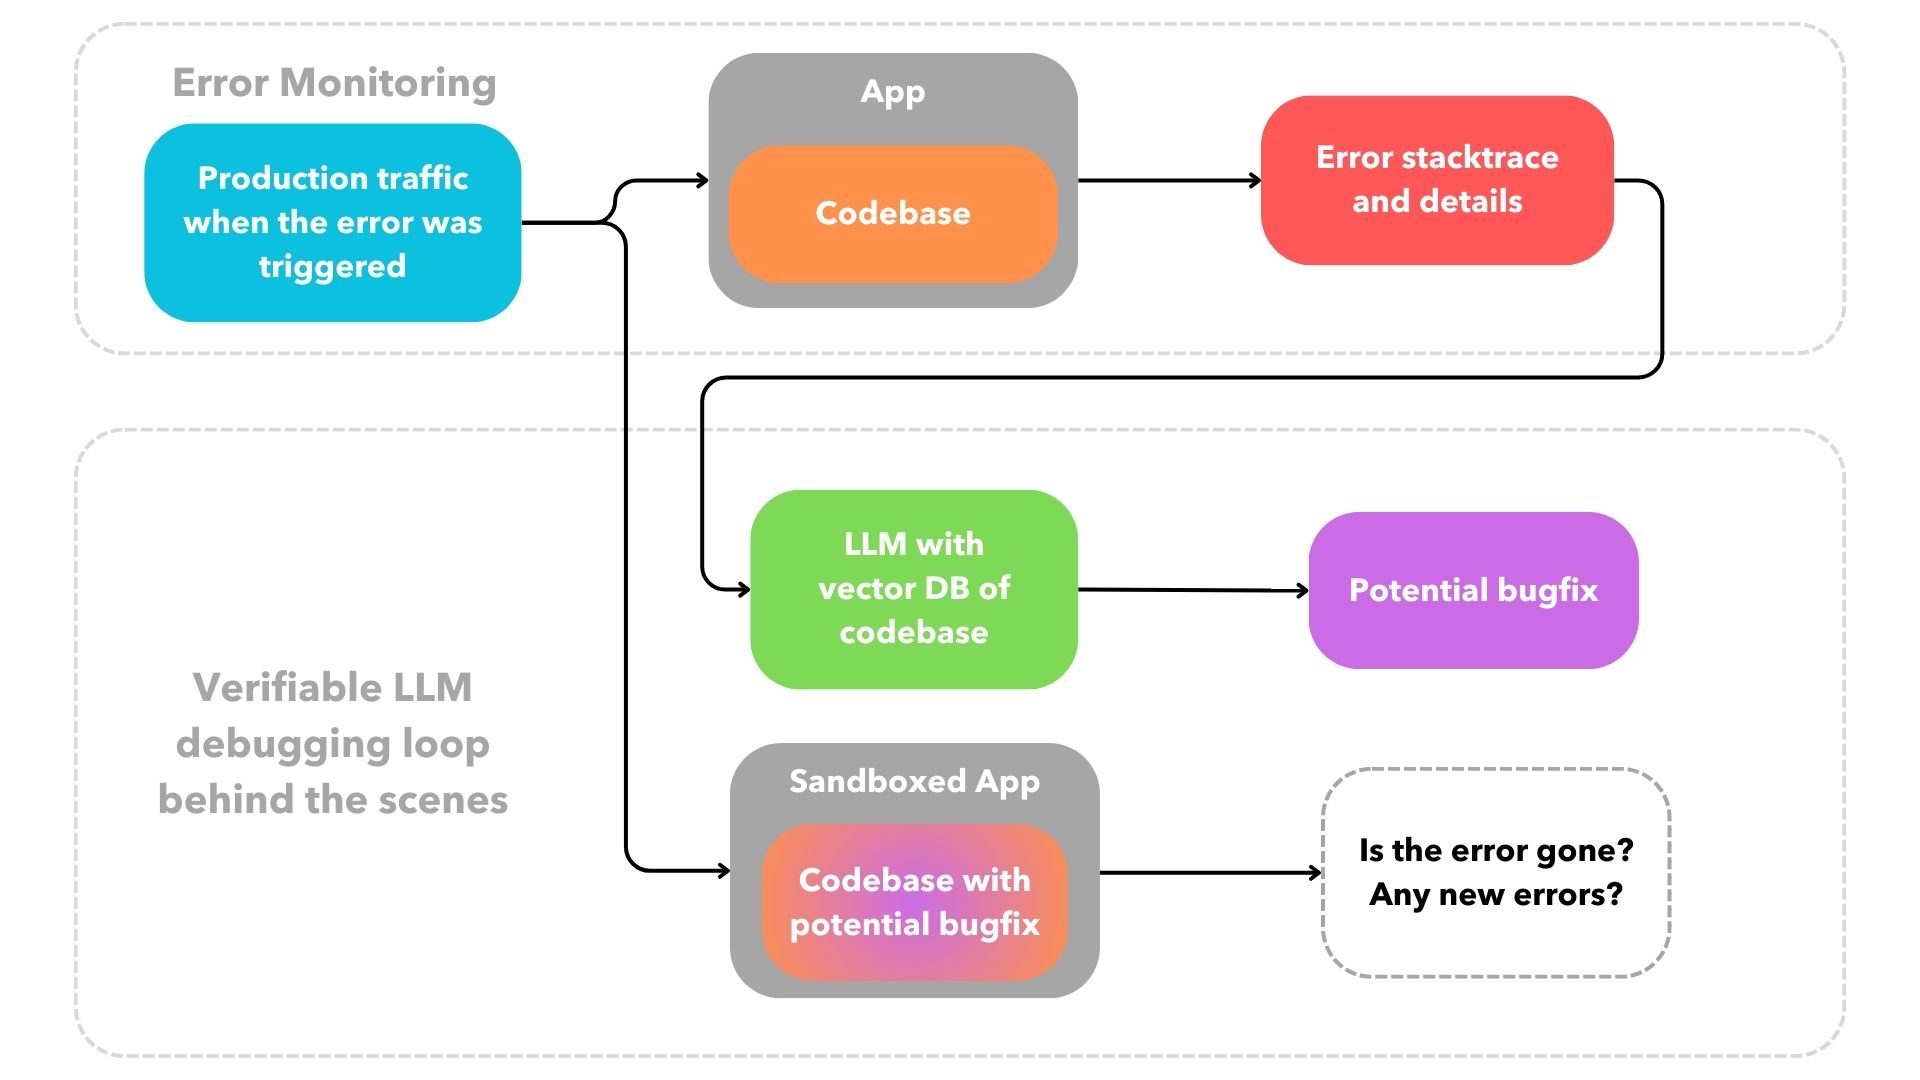 Error Monitoring
Production traffic
when the error was
triggered
App
Codebase
Error stacktrace
and details
Verifiable LLM
debugging loop
behind the scenes
LLM with
vector DB of
codebase
Potential bugfix
Sandboxed App
Codebase with
potential bugfix
Is the error gone?
Any new errors?